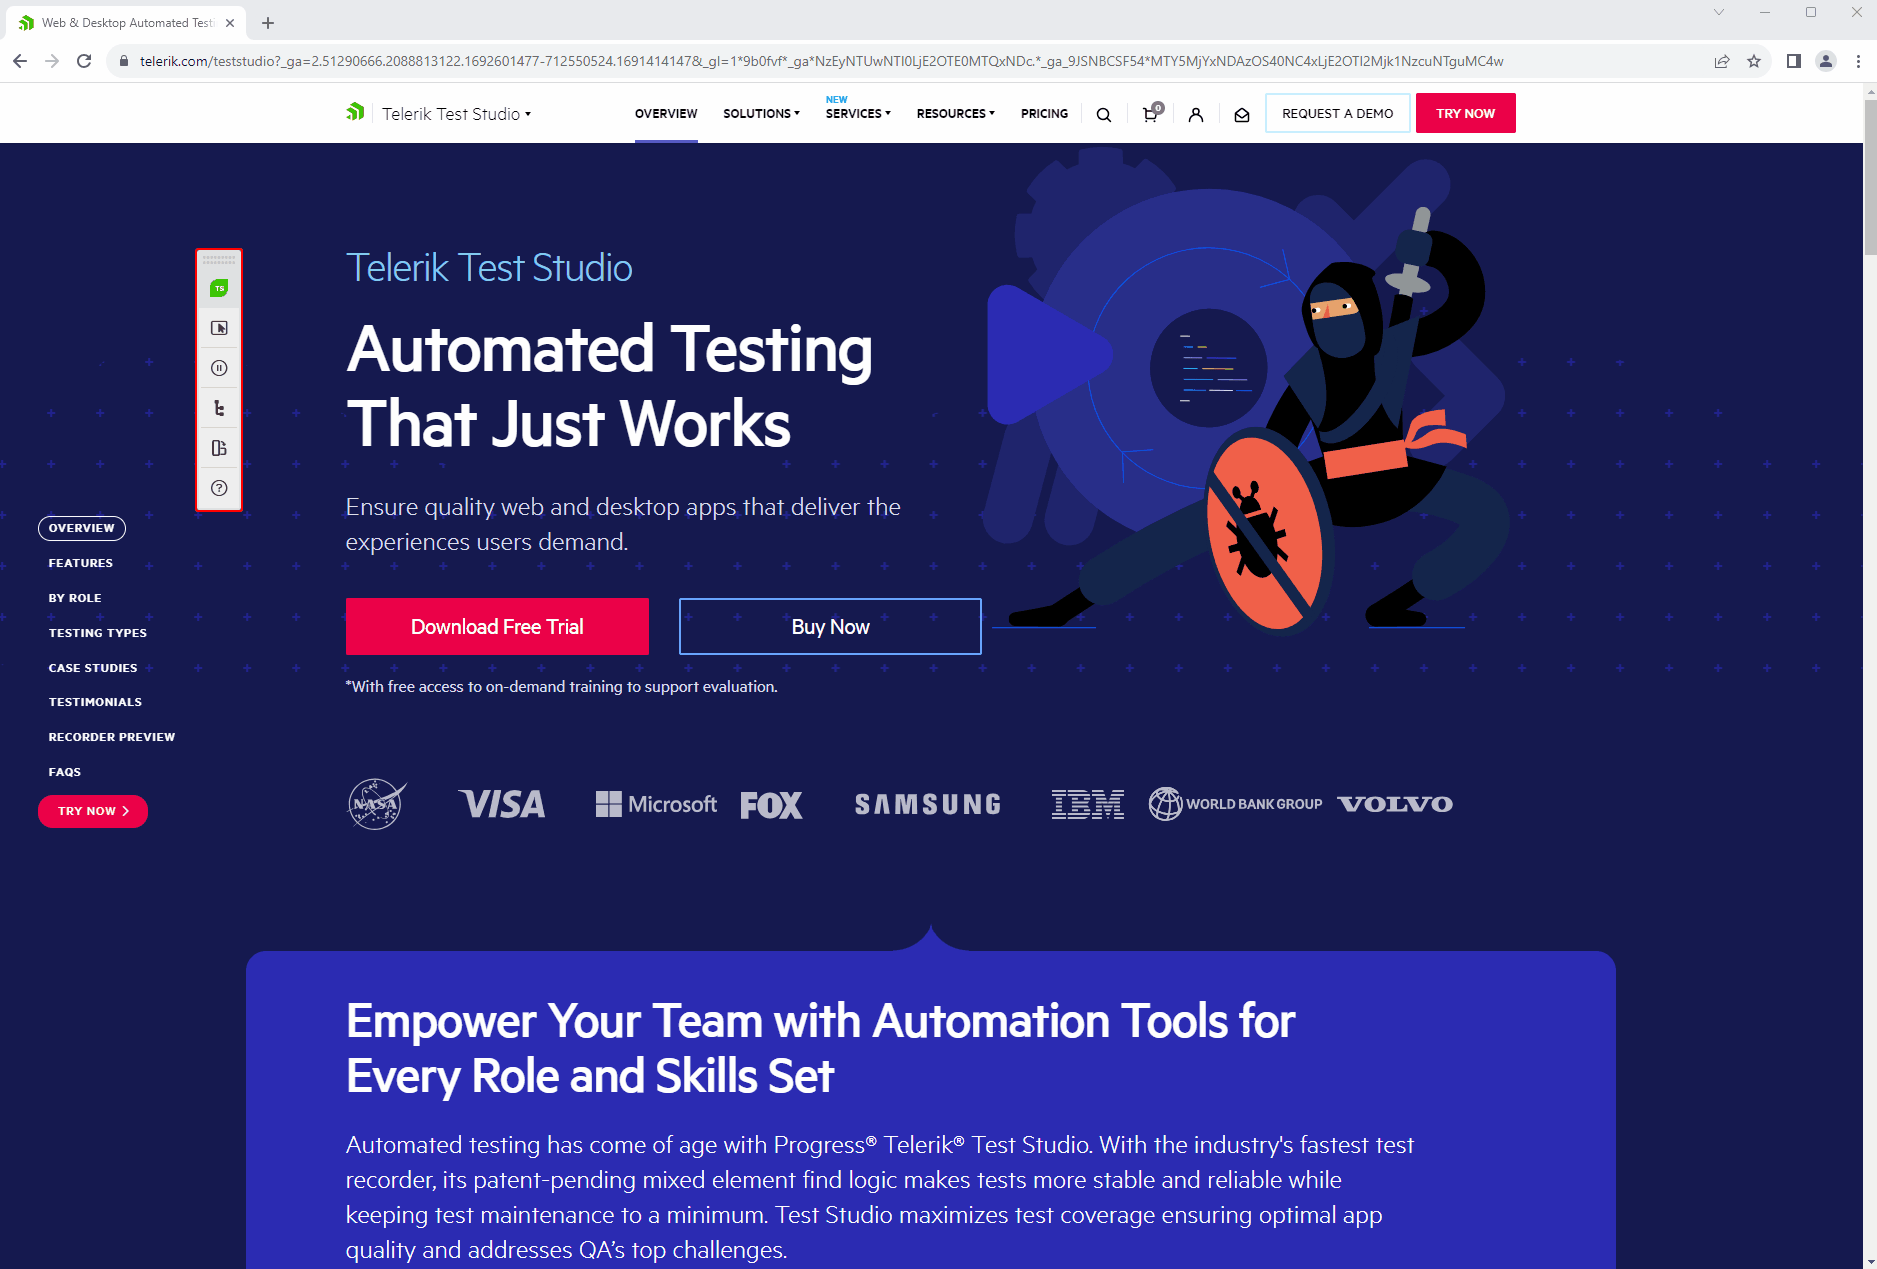 Web & Desktop Automated Testi
telerik.com/teststudio?_ga=2.51290666.2088813122.1692601477-712550524.1691414147&_gl=1*9b0fvf*_ga*NzEyNTUwNTI0LjE2OTE0MTQxNDc.*_ga_9JSNBCSF54*MTY5MjYxNDAzOS40NC4xLjE2OTI2Mjk1NzcuNTguMC4w
Telerik Test Studio
OVERVIEW
SOLUTIONS
NEW
SERVICES
RESOURCES
PRICING
0
REQUEST A DEMO
TRY NOW
TS
Telerik Test Studio
Automated Testing
That Just Works
Ensure quality web and desktop apps that deliver the
experiences users demand.
Download Free Trial
Buy Now
*With free access to on-demand training to support evaluation.
OVERVIEW
FEATURES
BY ROLE
TESTING TYPES
CASE STUDIES
TESTIMONIALS
RECORDER PREVIEW
FAQS
TRY NOW
NASA
VISA
Microsoft
FOX
SAMSUNG
IBM
WORLD BANK GROUP
VOLVO
Empower Your Team with Automation Tools for
Every Role and Skills Set
Automated testing has come of age with Progress® Telerik® Test Studio. With the industry's fastest test
recorder, its patent-pending mixed element find logic makes tests more stable and reliable while
keeping test maintenance to a minimum. Test Studio maximizes test coverage ensuring optimal app
quality and addresses QA’s top challenges.